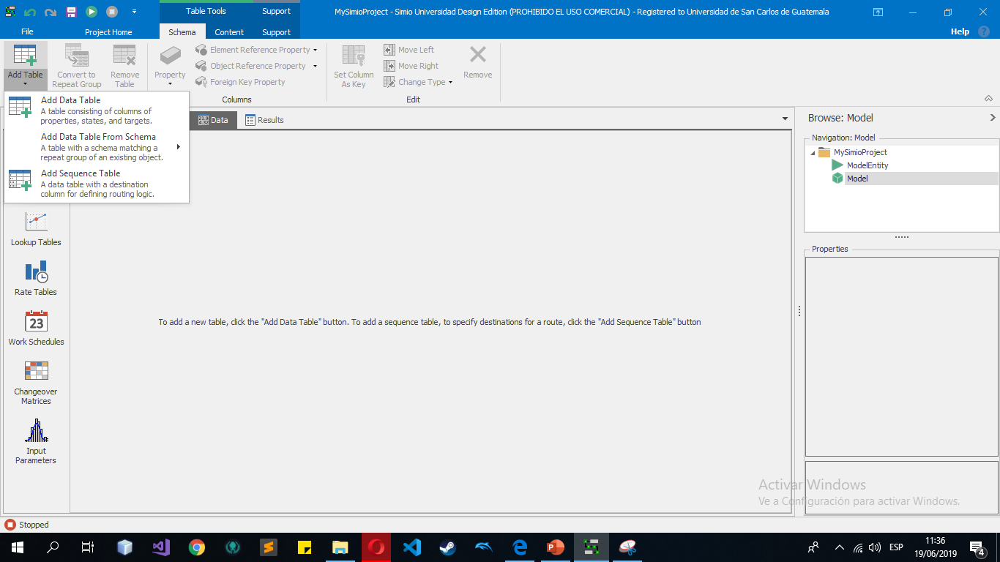 Table Tools
Support
MySimioProject - Simio Universidad Design Edition (PROHIBIDO EL USO COMERCIAL) - Registered to Universidad de San Carlos de Guatemala
File
Project Home
Schema
Content
Support
Help
Add Table
Convert to
Repeat Group
Remove
Table
Property
Element Reference Property
Object Reference Property
Foreign Key Property
Columns
Set Column
As Key
Move Left
Move Right
Change Type
Remove
Edit
Add Data Table
A table consisting of columns of
properties, states, and targets.
Add Data Table From Schema
A table with a schema matching a
repeat group of an existing object.
Add Sequence Table
A data table with a destination
column for defining routing logic.
Data
Results
Lookup Tables
Rate Tables
23
Work Schedules
Changeover
Matrices
Input
Parameters
To add a new table, click the "Add Data Table" button. To add a sequence table, to specify destinations for a route, click the "Add Sequence Table" button
Browse: Model
Navigation: Model
MySimioProject
ModelEntity
Model
Properties
Activar Windows
Ve a Configuración para activar Windows.
Stopped
ESP
11:36
19/06/2019
4